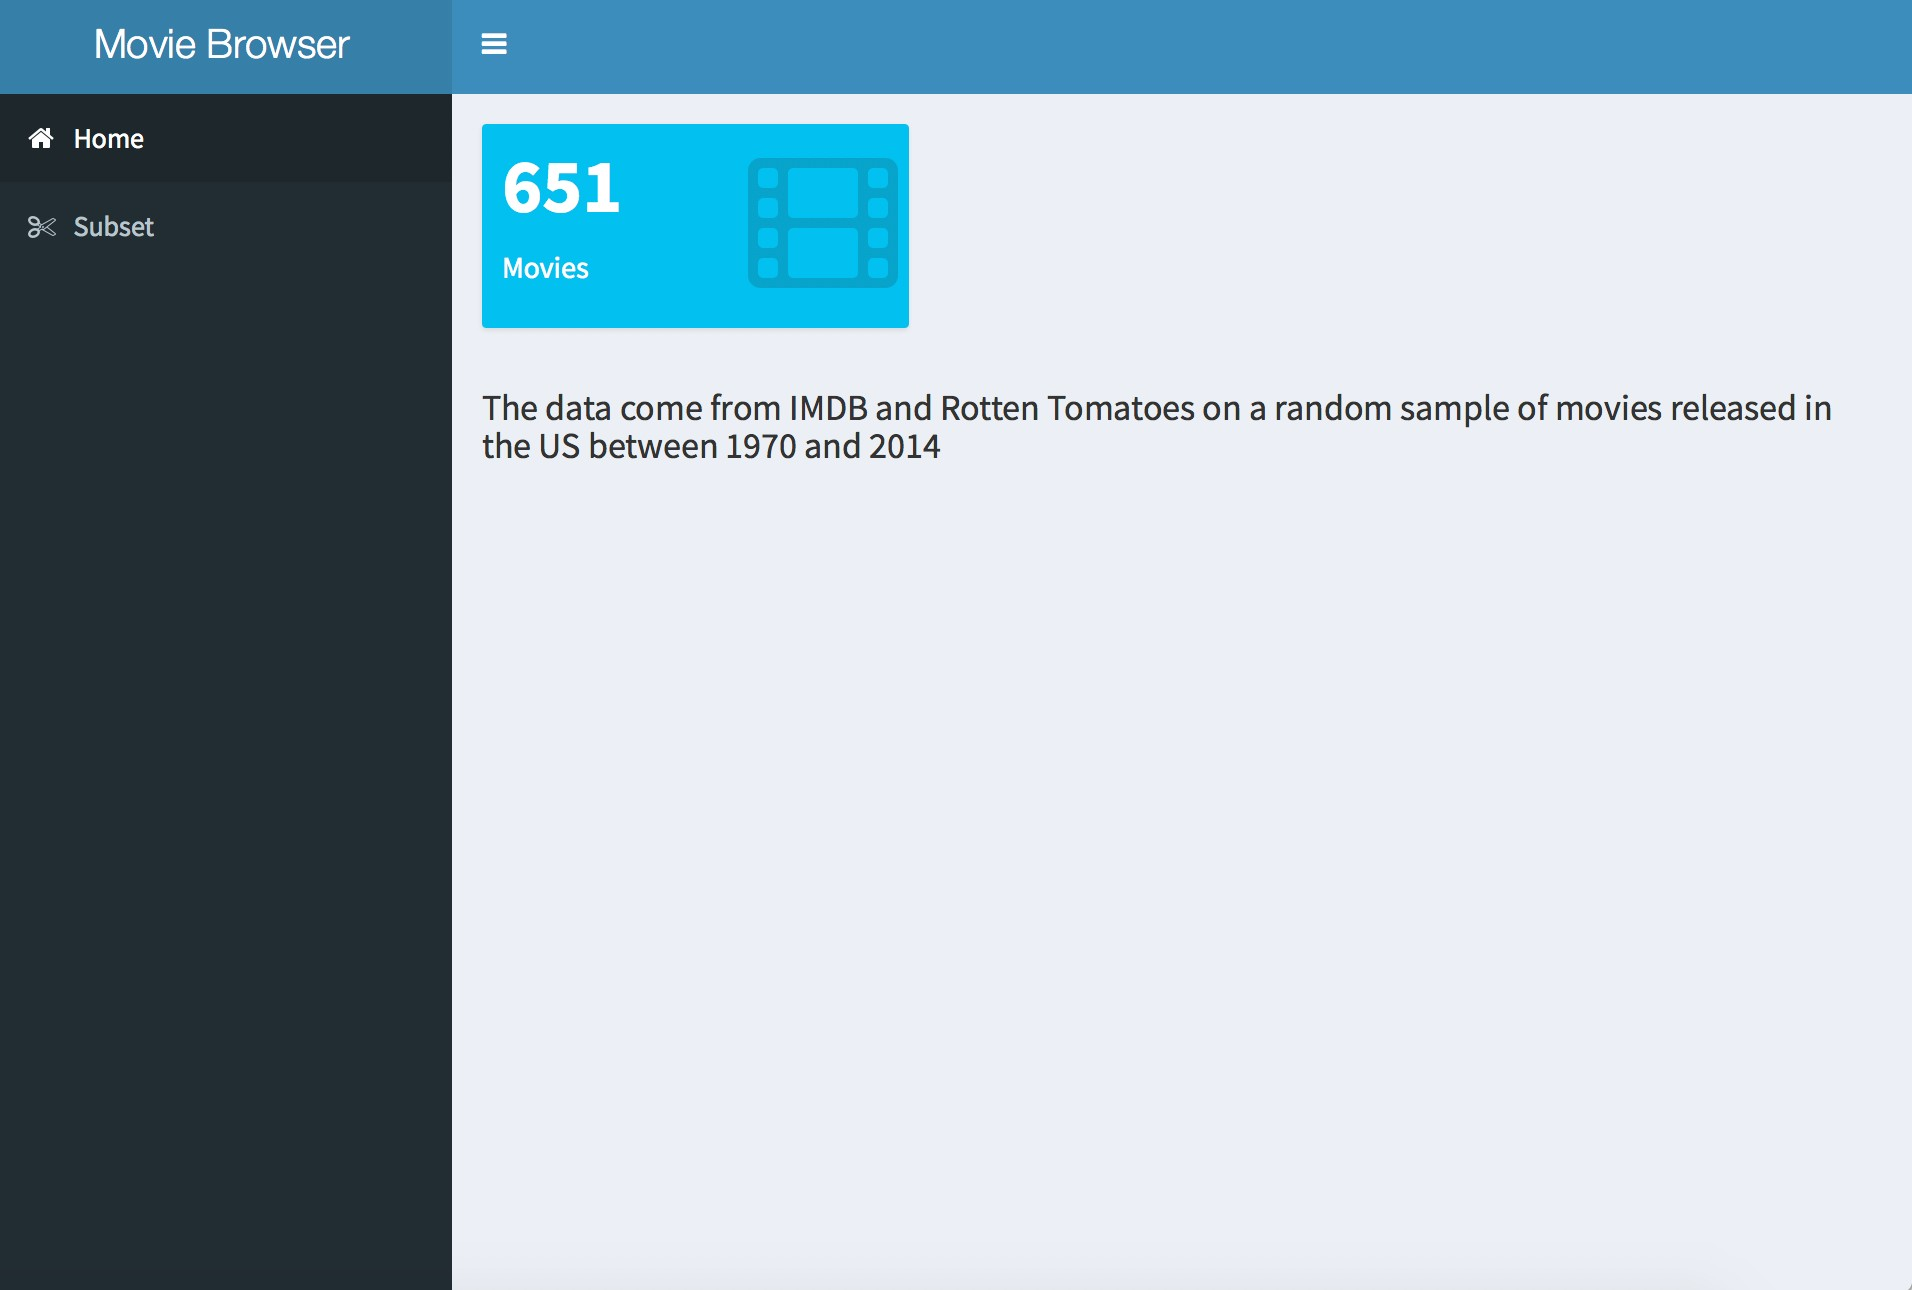 Movie Browser
Home
Subset
651
Movies
The data come from IMDB and Rotten Tomatoes on a random sample of movies released in
the US between 1970 and 2014